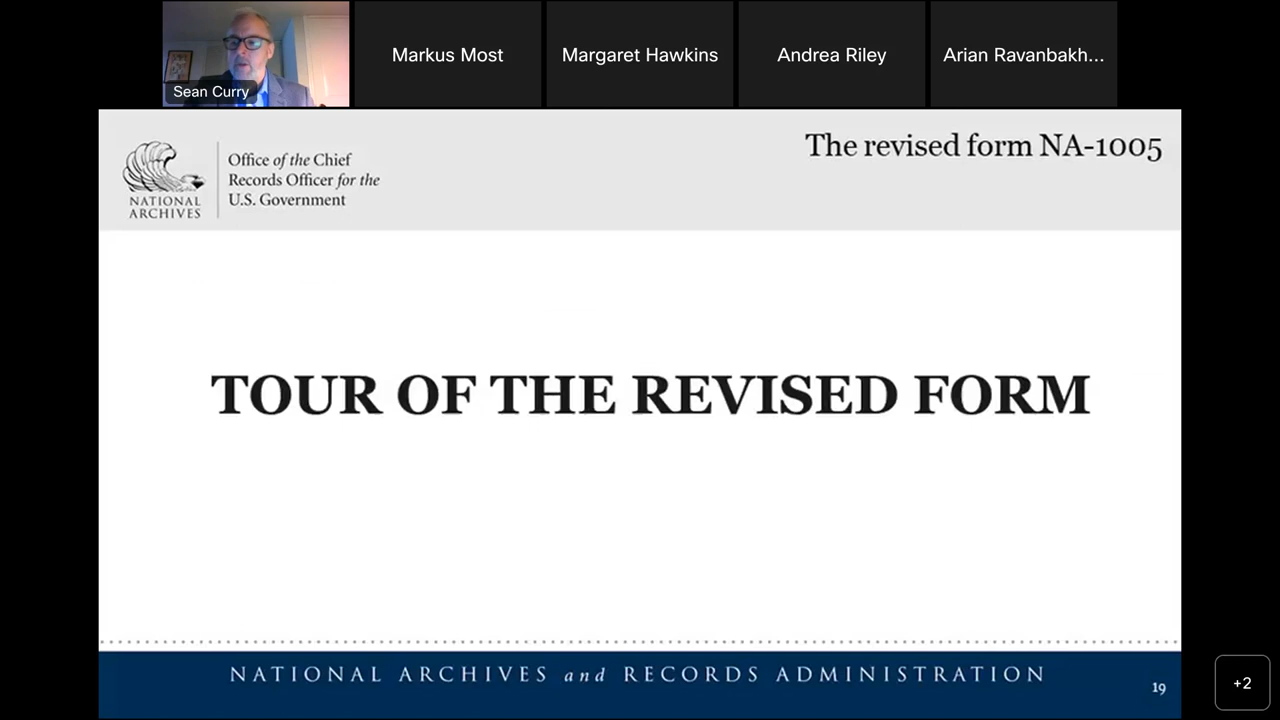 Sean Curry
Markus Most
Margaret Hawkins
Andrea Riley
Arian Ravanbakh...
NATIONAL
ARCHIVES
Office of the Chief
Records Officer for the
U.S. Government
The revised form NA-1005
TOUR OF THE REVISED FORM
NATIONAL ARCHIVES and RECORDS ADMINISTRATION
19
+2